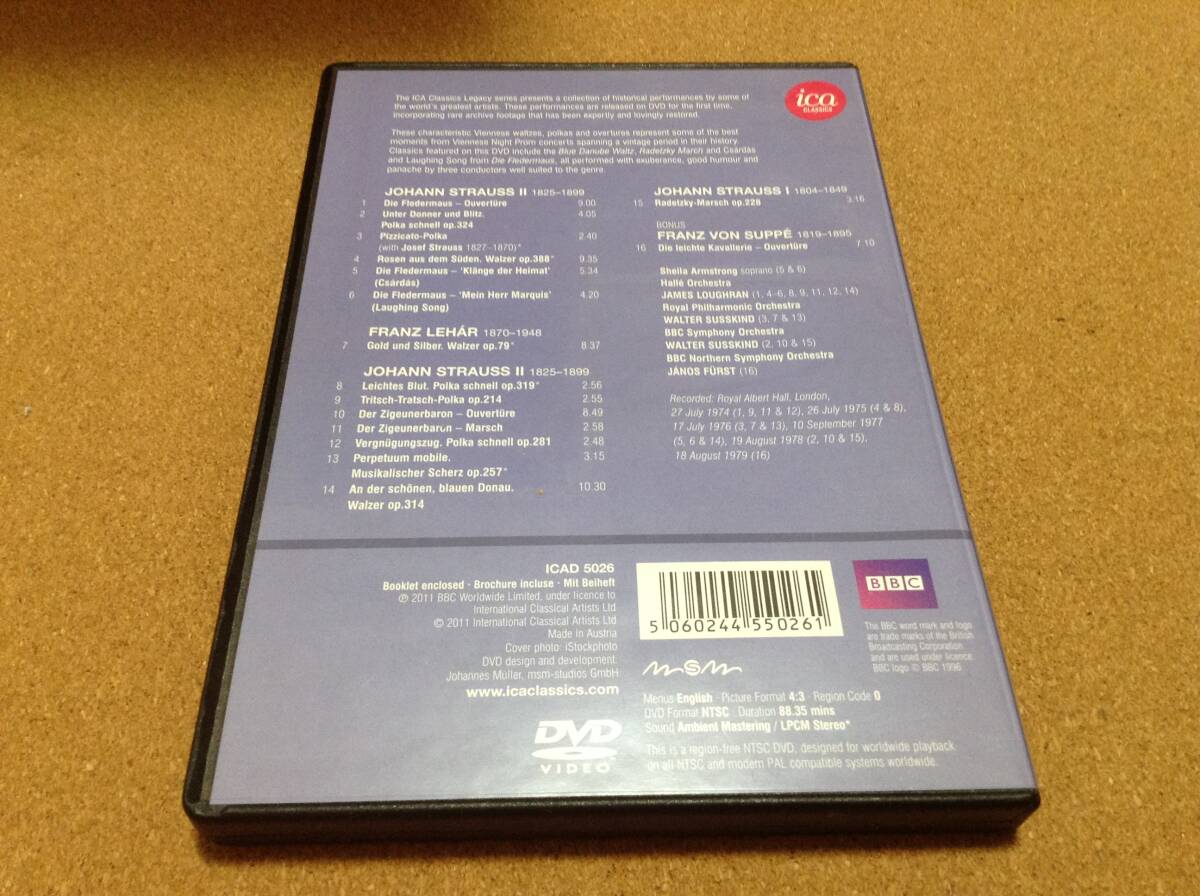 The ICA Classics Legacy series presents a collection of historical performances by some of
the world's greatest artists. These performances are released on DVD for the first time,
incorporating rare archive footage that has been expertly and lovingly restored.
These characteristic Viennese waltzes, polkas and overtures represent some of the best
moments from Viennese Night Prom concerts spanning a vintage period in their history.
Classics featured on this DVD include the Blue Danube Waltz, Radetzky March and Csárdás
and Laughing Song from Die Fledermaus, all performed with exuberance, good humour and
panache by three conductors well suited to the genre.
ica
CLASSICS
JOHANN STRAUSS II 1825–1899
1 Die Fledermaus – Ouvertüre 9.00
2 Unter Donner und Blitz. 4.05
Polka schnell op.324
3 Pizzicato-Polka 2.40
(with Josef Strauss 1827–1870)*
4 Rosen aus dem Süden. Walzer op.388* 9.35
5 Die Fledermaus – 'Klänge der Heimat' 5.34
(Csárdás)
6 Die Fledermaus – 'Mein Herr Marquis' 4.20
(Laughing Song)
FRANZ LEHÁR 1870–1948
7 Gold und Silber. Walzer op.79* 8.37
JOHANN STRAUSS II 1825–1899
8 Leichtes Blut. Polka schnell op.319* 2.56
9 Tritsch-Tratsch-Polka op.214 2.55
10 Der Zigeunerbaron – Ouvertüre 8.49
11 Der Zigeunerbaron – Marsch 2.58
12 Vergnügungszug. Polka schnell op.281 2.48
13 Perpetuum mobile. 3.15
Musikalischer Scherz op.257*
14 An der schönen, blauen Donau. 10.30
Walzer op.314
JOHANN STRAUSS I 1804–1849
15 Radetzky-Marsch op.228 3.16
BONUS
FRANZ VON SUPPÉ 1819–1895
16 Die leichte Kavallerie – Ouvertüre 7.10
Sheila Armstrong soprano (5 & 6)
Hallé Orchestra
JAMES LOUGHRAN (1, 4–6, 8, 9, 11, 12, 14)
Royal Philharmonic Orchestra
WALTER SUSSKIND (3, 7 & 13)
BBC Symphony Orchestra
WALTER SUSSKIND (2, 10 & 15)
BBC Northern Symphony Orchestra
JÁNOS FÜRST (16)
Recorded: Royal Albert Hall, London,
27 July 1974 (1, 9, 11 & 12), 26 July 1975 (4 & 8),
17 July 1976 (3, 7 & 13), 10 September 1977
(5, 6 & 14), 19 August 1978 (2, 10 & 15),
18 August 1979 (16)
ICAD 5026
Booklet enclosed · Brochure incluse · Mit Beiheft
℗ 2011 BBC Worldwide Limited, under licence to
International Classical Artists Ltd
© 2011 International Classical Artists Ltd
Made in Austria
Cover photo: iStockphoto
DVD design and development:
Johannes Müller, msm-studios GmbH
www.icaclassics.com
DVD
VIDEO
5 060244 550261
msm
BBC
The BBC word mark and logo
are trade marks of the British
Broadcasting Corporation
and are used under licence.
BBC logo © BBC 1996
Menus English · Picture Format 4:3 · Region Code 0
DVD Format NTSC · Duration 88.35 mins
Sound Ambient Mastering / LPCM Stereo*
This is a region-free NTSC DVD, designed for worldwide playback
on all NTSC and modern PAL compatible systems worldwide.